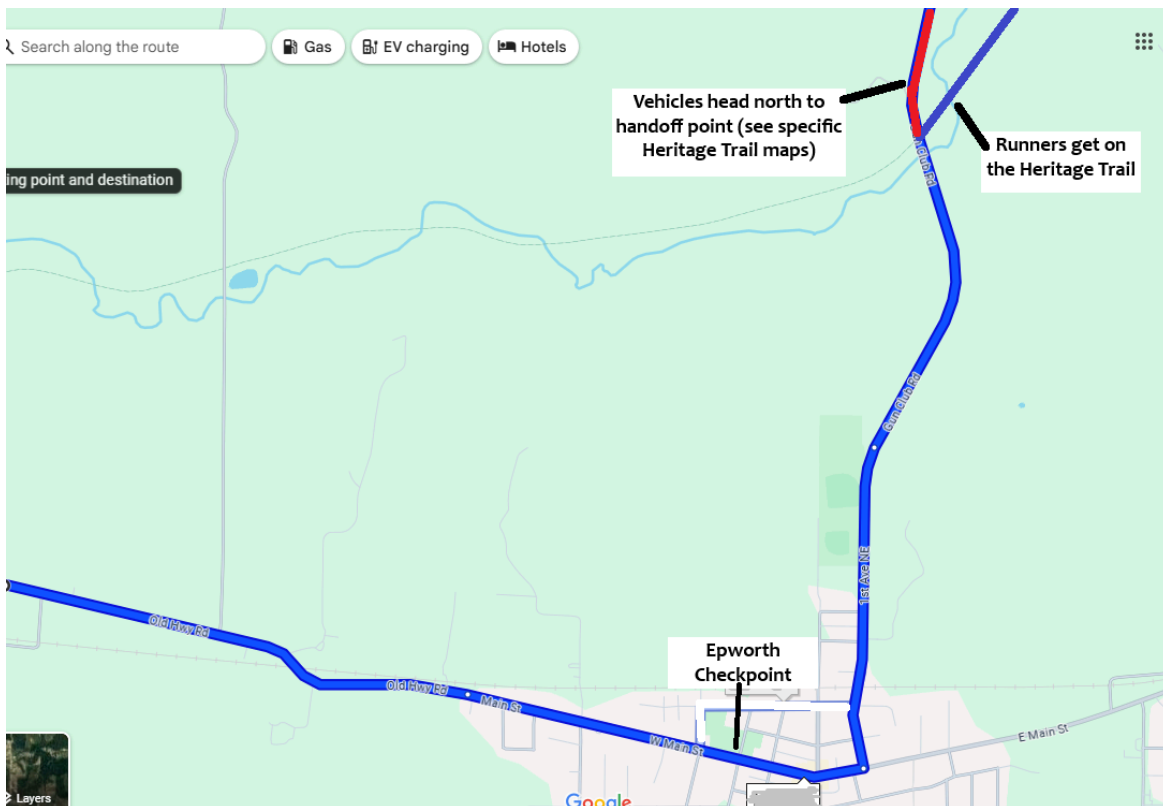 Search along the route
Gas
EV charging
Hotels
Vehicles head north to
handoff point (see specific
Heritage Trail maps)
Runners get on
the Heritage Trail
ing point and destination
Club Rd
Gun Club Rd
1st Ave NE
Old Hwy Rd
Epworth
Checkpoint
Old Hwy Rd
Main St
W Main St
E Main St
Layers
Google